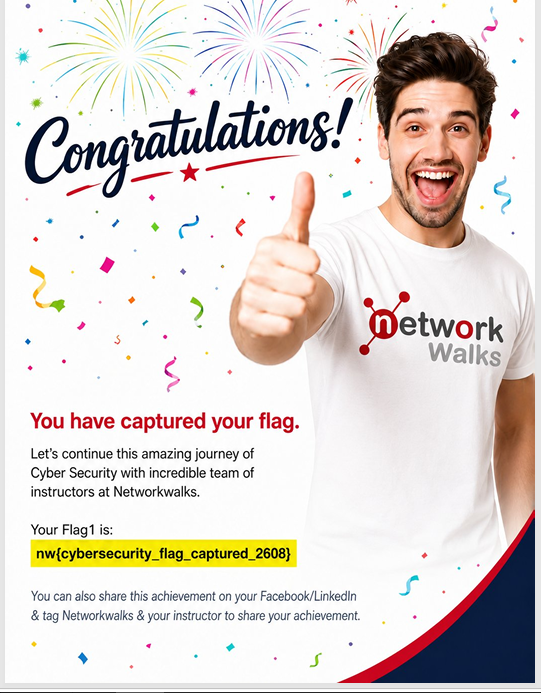 Congratulations!
network
Walks
You have captured your flag.
Let's continue this amazing journey of
Cyber Security with incredible team of
instructors at Networkwalks.
Your Flag1 is:
nw{cybersecurity_flag_captured_2608}
You can also share this achievement on your Facebook/LinkedIn
& tag Networkwalks & your instructor to share your achievement.